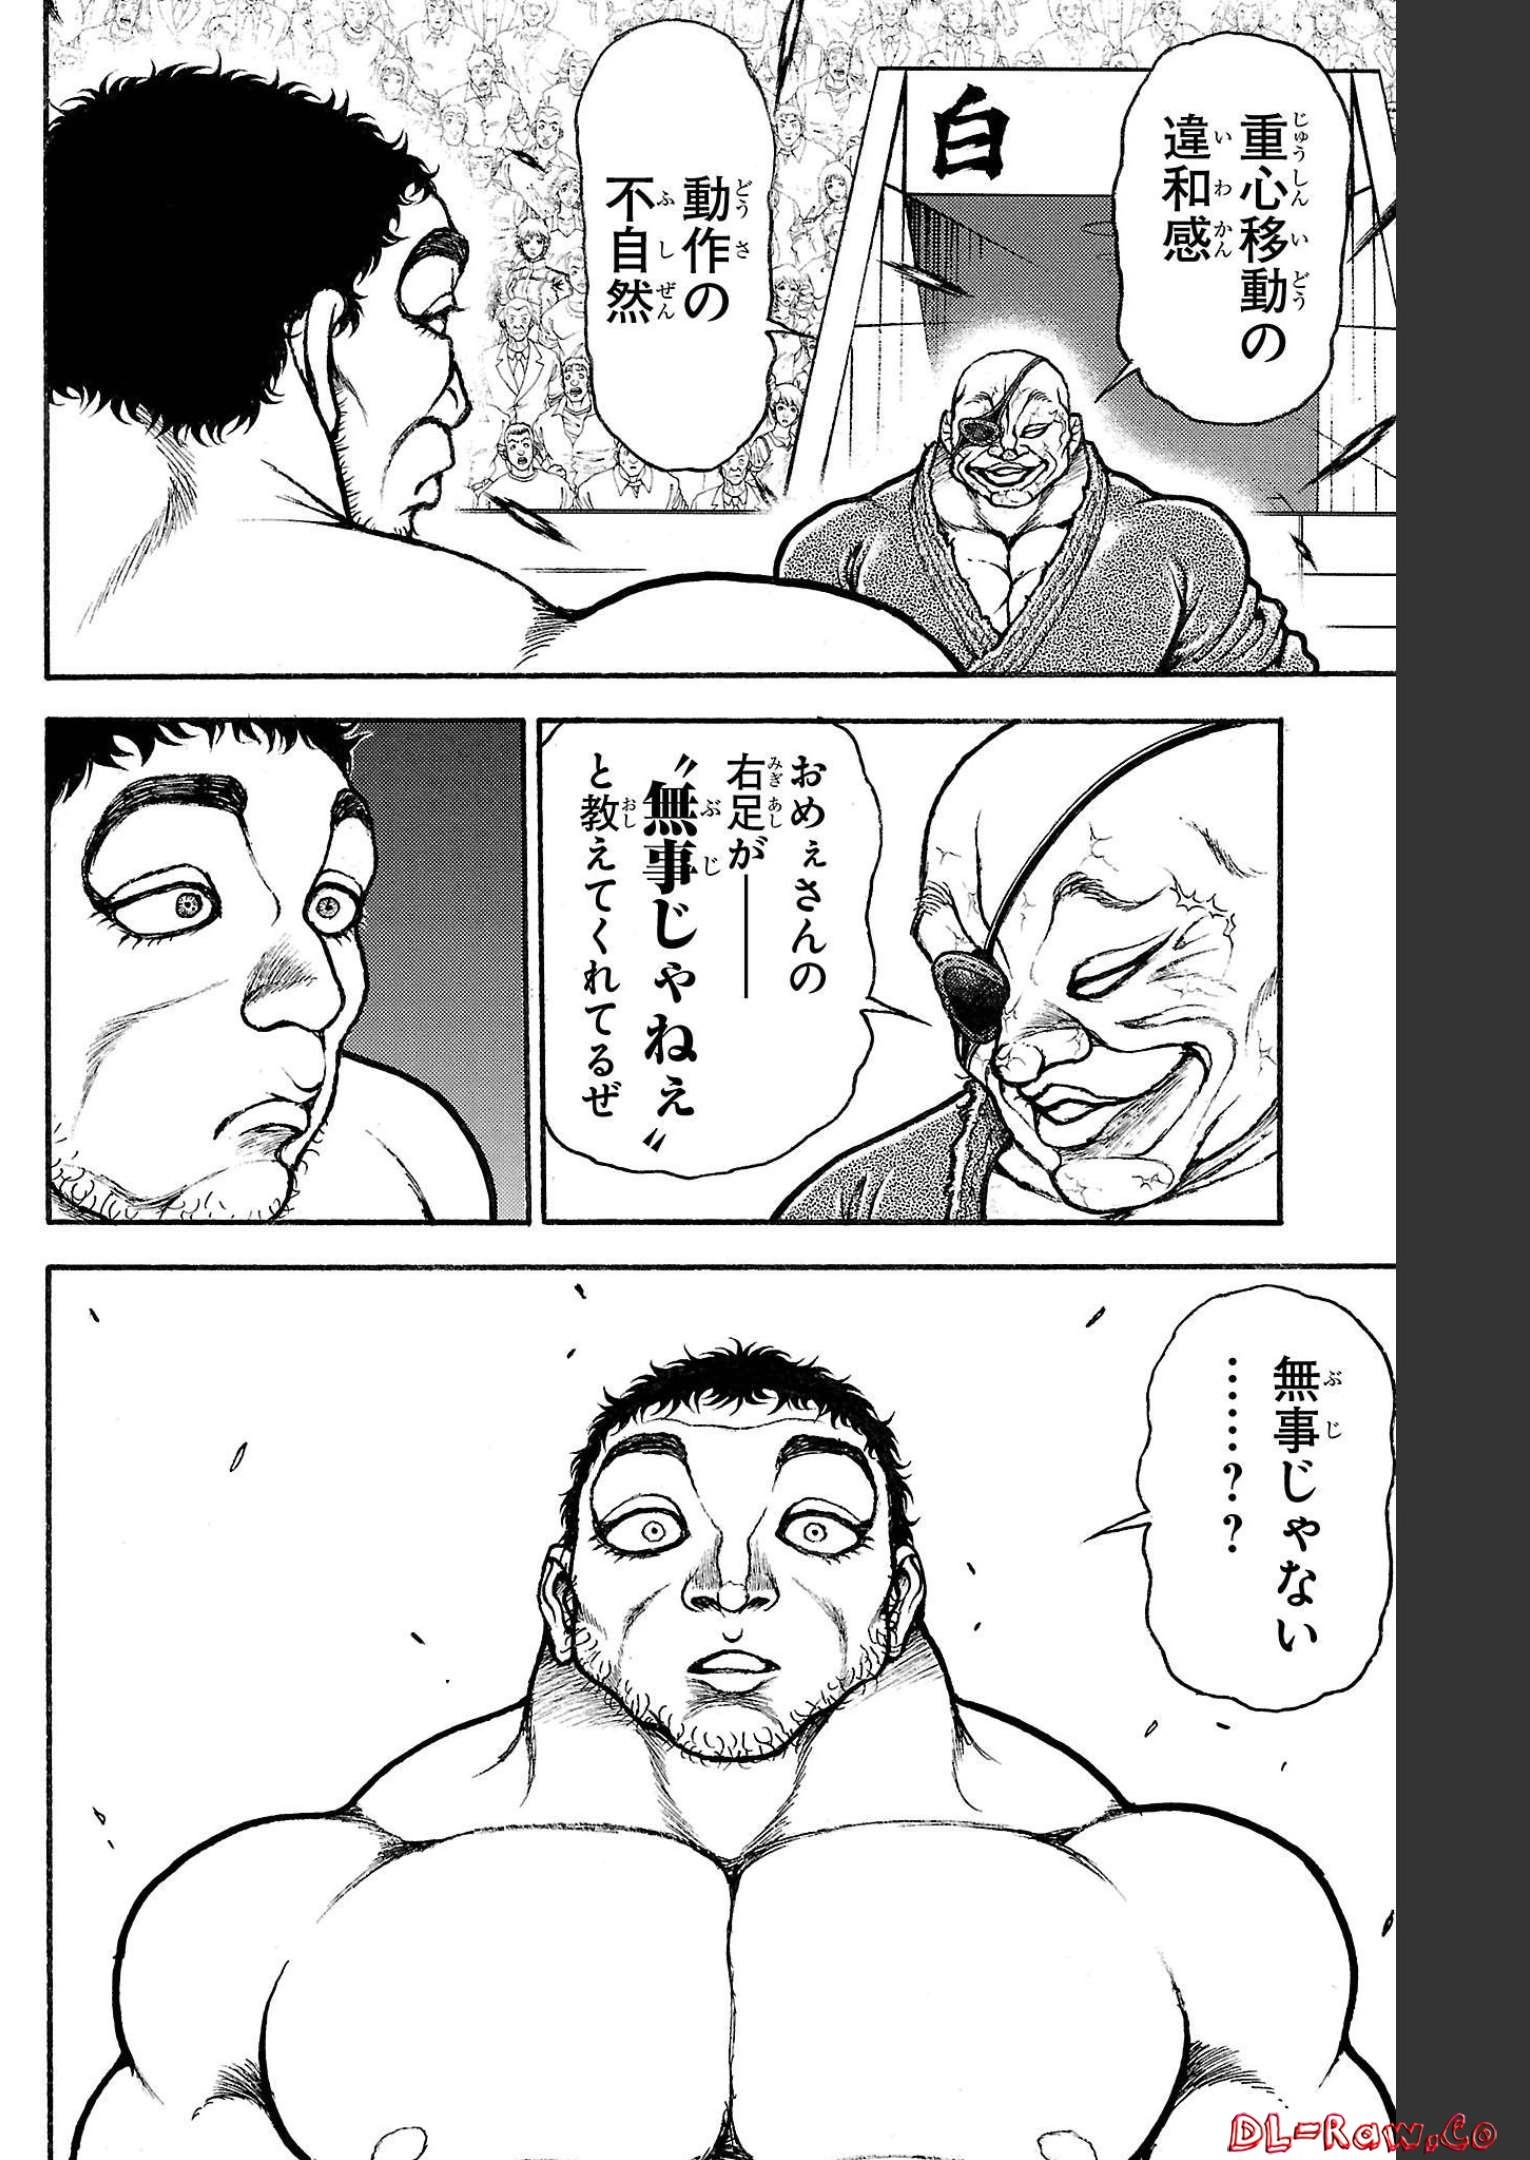 白
重心移動の
違和感
動作の
不自然
おめぇさんの
右足が――
〝無事じゃねえ〟
と教えてくれてるぜ
無事じゃない
………??
DL-Raw.Co